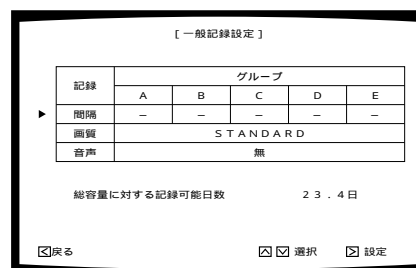 [一般記録設定]
記録 グループ
A B C D E
▶ 間隔 － － － － －
画質 ＳＴＡＮＤＡＲＤ
音声 無
総容量に対する記録可能日数 ２３．４日
<戻る ∧ ∨ 選択 > 設定